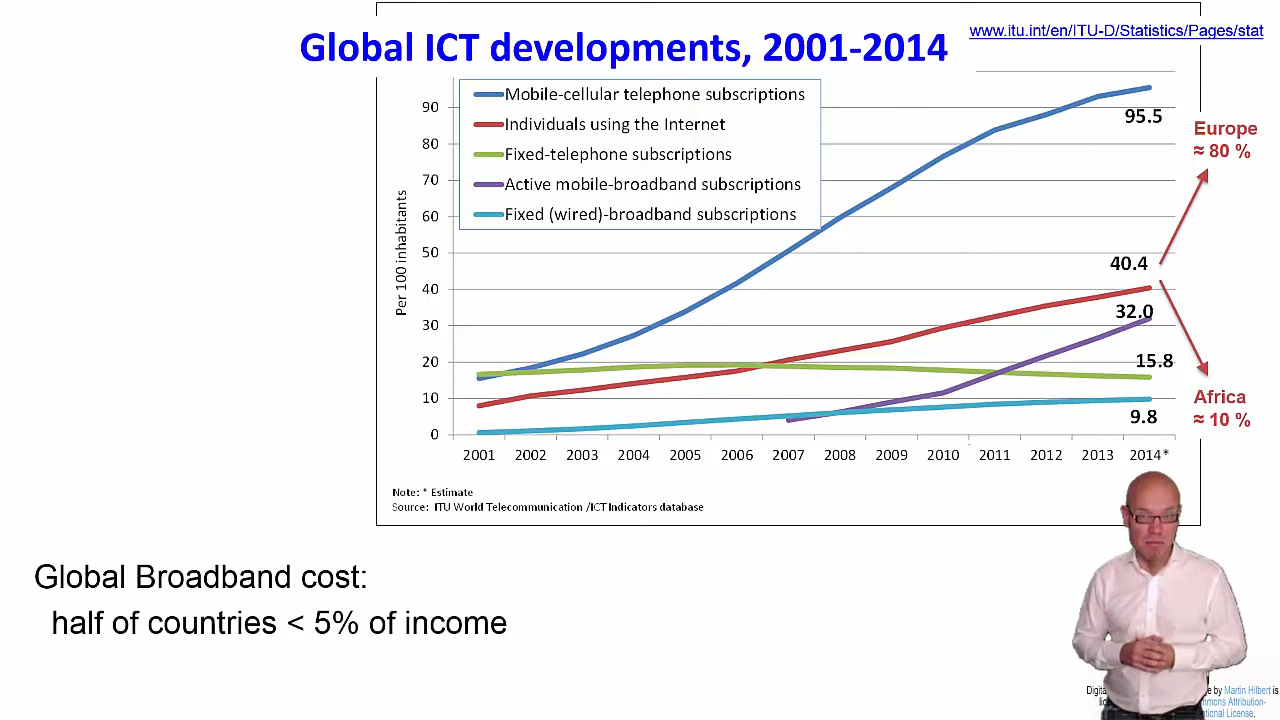 Global ICT developments, 2001-2014
www.itu.int/en/ITU-D/Statistics/Pages/stat
Mobile-cellular telephone subscriptions
Individuals using the Internet
Fixed-telephone subscriptions
Active mobile-broadband subscriptions
Fixed (wired)-broadband subscriptions
Per 100 inhabitants
90
80
70
60
50
40
30
20
10
0
95.5
40.4
32.0
15.8
9.8
Europe
≈ 80 %
Africa
≈ 10 %
2001 2002 2003 2004 2005 2006 2007 2008 2009 2010 2011 2012 2013 2014*
Note: * Estimate
Source: ITU World Telecommunication /ICT Indicators database
Global Broadband cost:
half of countries < 5% of income
by Martin Hilbert is
Attribution-
License.